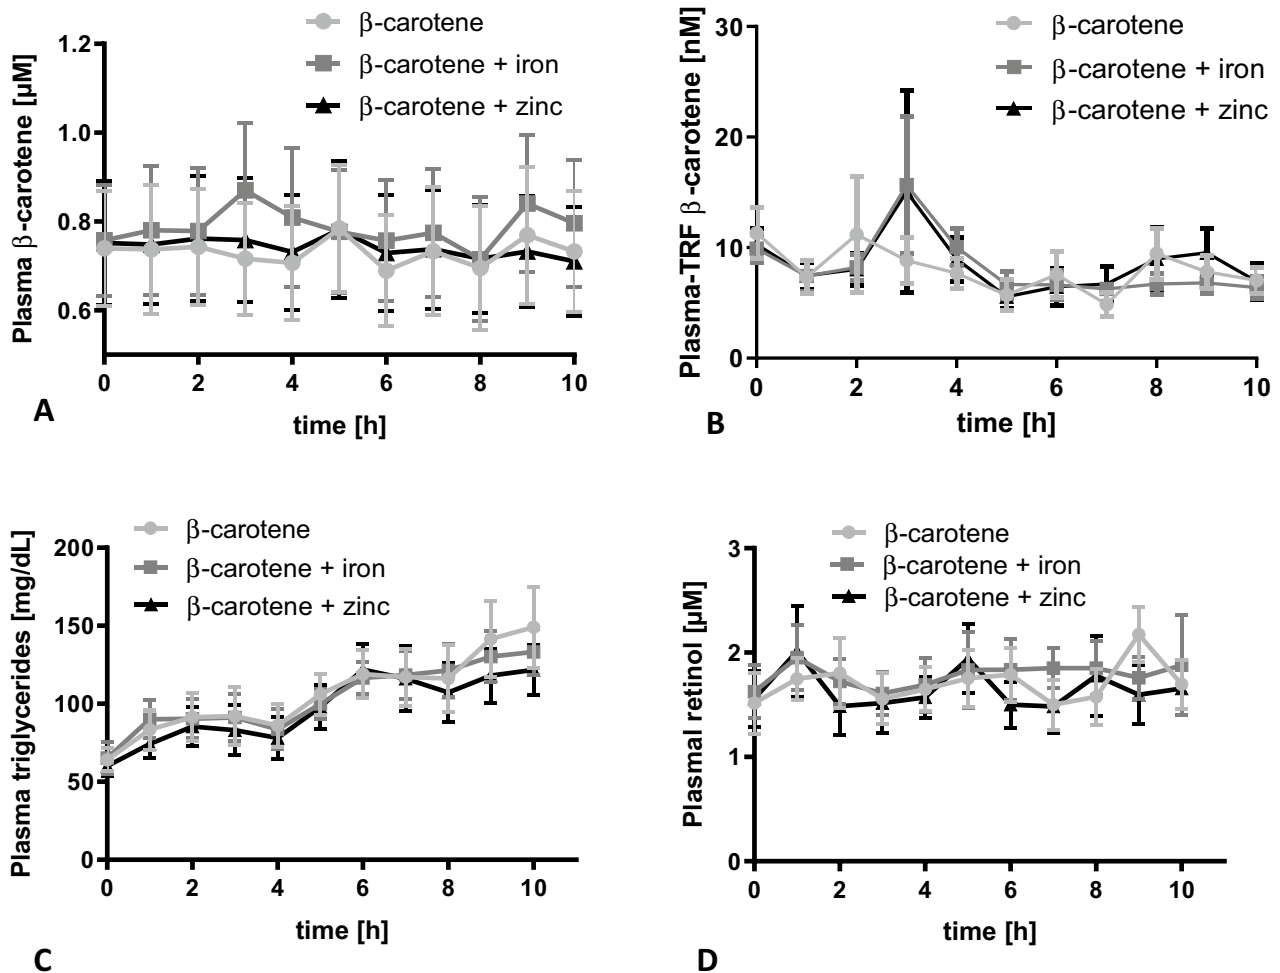 β-carotene
β-carotene + iron
β-carotene + zinc
Plasma β-carotene [µM]
1.2
1.0
0.8
0.6
0 2 4 6 8 10
time [h]
A
β-carotene
β-carotene + iron
β-carotene + zinc
Plasma-TRF β-carotene [nM]
30
20
10
0
0 2 4 6 8 10
time [h]
B
β-carotene
β-carotene + iron
β-carotene + zinc
Plasma triglycerides [mg/dL]
200
150
100
50
0
0 2 4 6 8 10
time [h]
C
β-carotene
β-carotene + iron
β-carotene + zinc
Plasmal retinol [µM]
3
2
1
0
0 2 4 6 8 10
time [h]
D